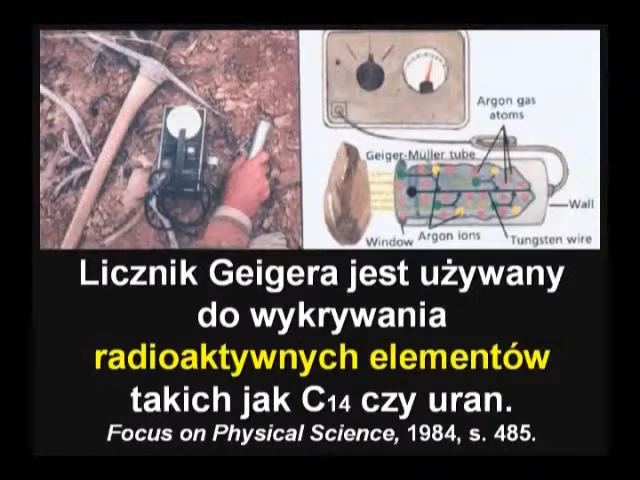 Argon gas
atoms
Geiger-Müller tube
Wall
Window
Argon ions
Tungsten wire
Licznik Geigera jest używany
do wykrywania
radioaktywnych elementów
takich jak C14 czy uran.
Focus on Physical Science, 1984, s. 485.